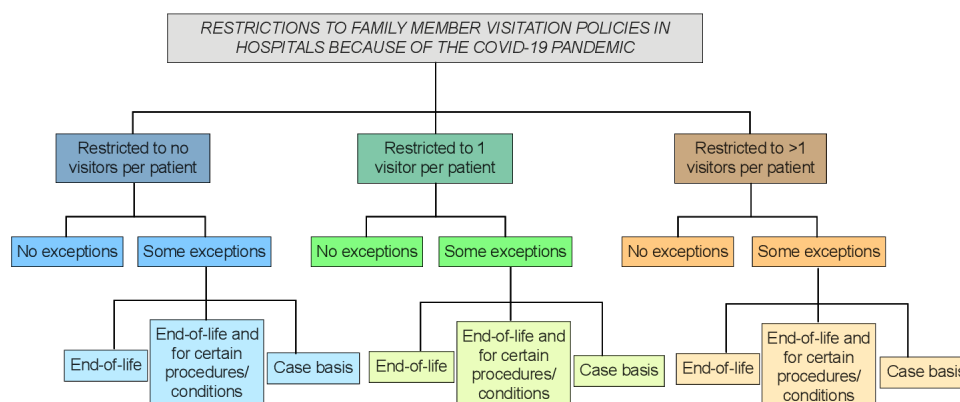 RESTRICTIONS TO FAMILY MEMBER VISITATION POLICIES IN
HOSPITALS BECAUSE OF THE COVID-19 PANDEMIC
Restricted to no
visitors per patient
Restricted to 1
visitor per patient
Restricted to >1
visitors per patient
No exceptions
Some exceptions
No exceptions
Some exceptions
No exceptions
Some exceptions
End-of-life
End-of-life and
for certain
procedures/
conditions
Case basis
End-of-life
End-of-life and
for certain
procedures/
conditions
Case basis
End-of-life
End-of-life and
for certain
procedures/
conditions
Case basis